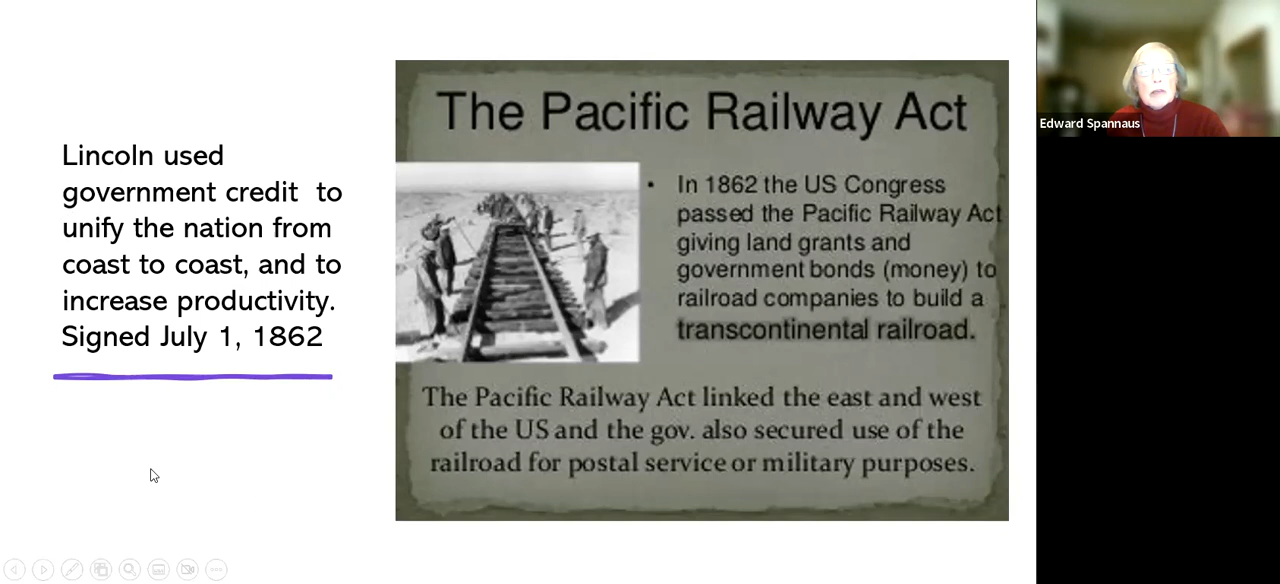 Lincoln used
government credit  to
unify the nation from
coast to coast, and to
increase productivity.
Signed July 1, 1862
The Pacific Railway Act
• In 1862 the US Congress
passed the Pacific Railway Act
giving land grants and
government bonds (money) to
railroad companies to build a
transcontinental railroad.
The Pacific Railway Act linked the east and west
of the US and the gov. also secured use of the
railroad for postal service or military purposes.
Edward Spannaus